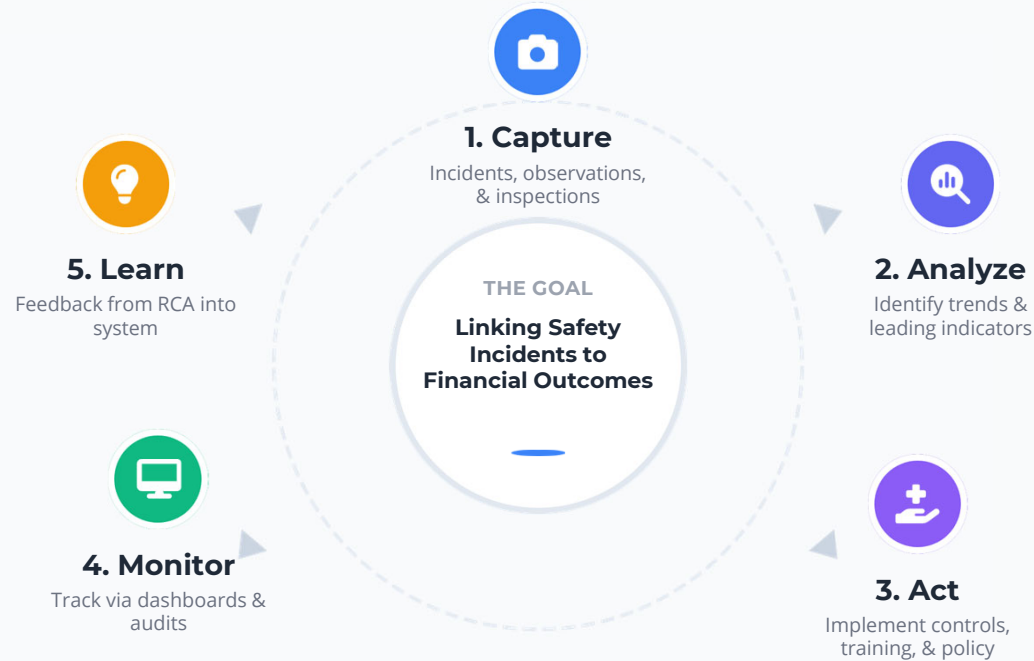 1. Capture
Incidents, observations,
& inspections
2. Analyze
Identify trends &
leading indicators
3. Act
Implement controls,
training, & policy
4. Monitor
Track via dashboards &
audits
5. Learn
Feedback from RCA into
system
THE GOAL
Linking Safety
Incidents to
Financial Outcomes